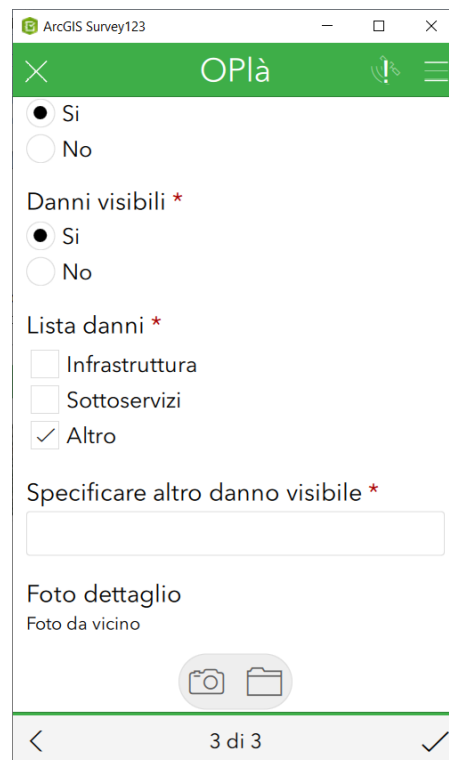 ArcGIS Survey123
OPlà
Si
No
Danni visibili *
Si
No
Lista danni *
Infrastruttura
Sottoservizi
Altro
Specificare altro danno visibile *
Foto dettaglio
Foto da vicino
3 di 3